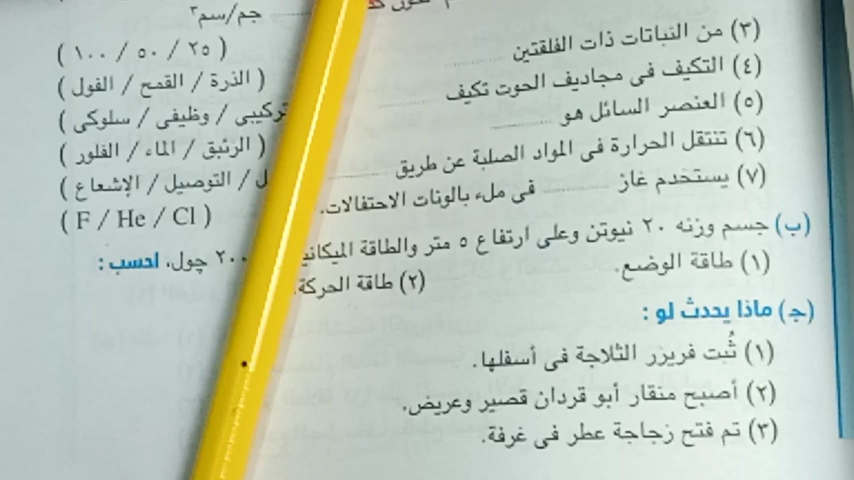 جم/سم³
( ٢٥ / ٥٠ / ١٠٠ )
(٣) من النباتات ذات الفلقتين ............ ( الذرة / القمح / الفول )
(٤) التكيف فى مجاديف الحوت تكيف ............ تركيبى / وظيفى / سلوكى )
(٥) العنصر السائل هو ............ ( الزئبق / الماء / الفلور )
(٦) تنتقل الحرارة فى المواد الصلبة عن طريق ............ / التوصيل / الإشعاع )
(٧) يستخدم غاز ............ فى ملء بالونات الاحتفالات. ( F / He / Cl )
(ب) جسم وزنه ٢٠ نيوتن وعلى ارتفاع ٥ متر والطاقة ٢٠٠ چول، احسب :
(١) طاقة الوضع. (٢) طاقة الحركة.
(جـ) ماذا يحدث لو :
(١) ثُبت فريزر الثلاجة فى أسفلها.
(٢) أصبح منقار أبو قردان قصير وعريض.
(٣) تم فتح زجاجة عطر فى غرفة.